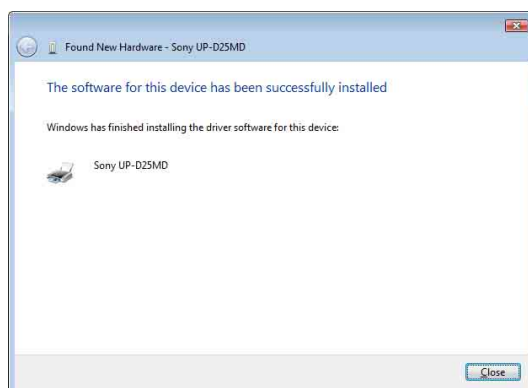 Found New Hardware - Sony UP-D25MD
The software for this device has been successfully installed
Windows has finished installing the driver software for this device:
Sony UP-D25MD
Close